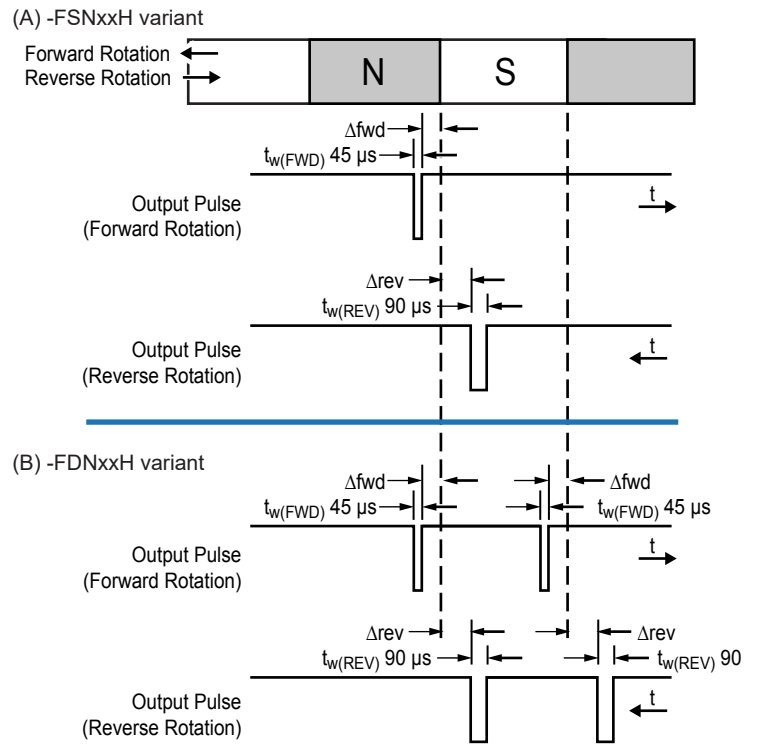 (A) -FSNxxH variant
Forward Rotation
Reverse Rotation
N S
Δfwd
tw(FWD) 45 µs
Output Pulse
(Forward Rotation)
t
Δrev
tw(REV) 90 µs
Output Pulse
(Reverse Rotation)
t
(B) -FDNxxH variant
Δfwd Δfwd
tw(FWD) 45 µs tw(FWD) 45 µs
Output Pulse
(Forward Rotation)
t
Δrev Δrev
tw(REV) 90 µs tw(REV) 90
Output Pulse
(Reverse Rotation)
t